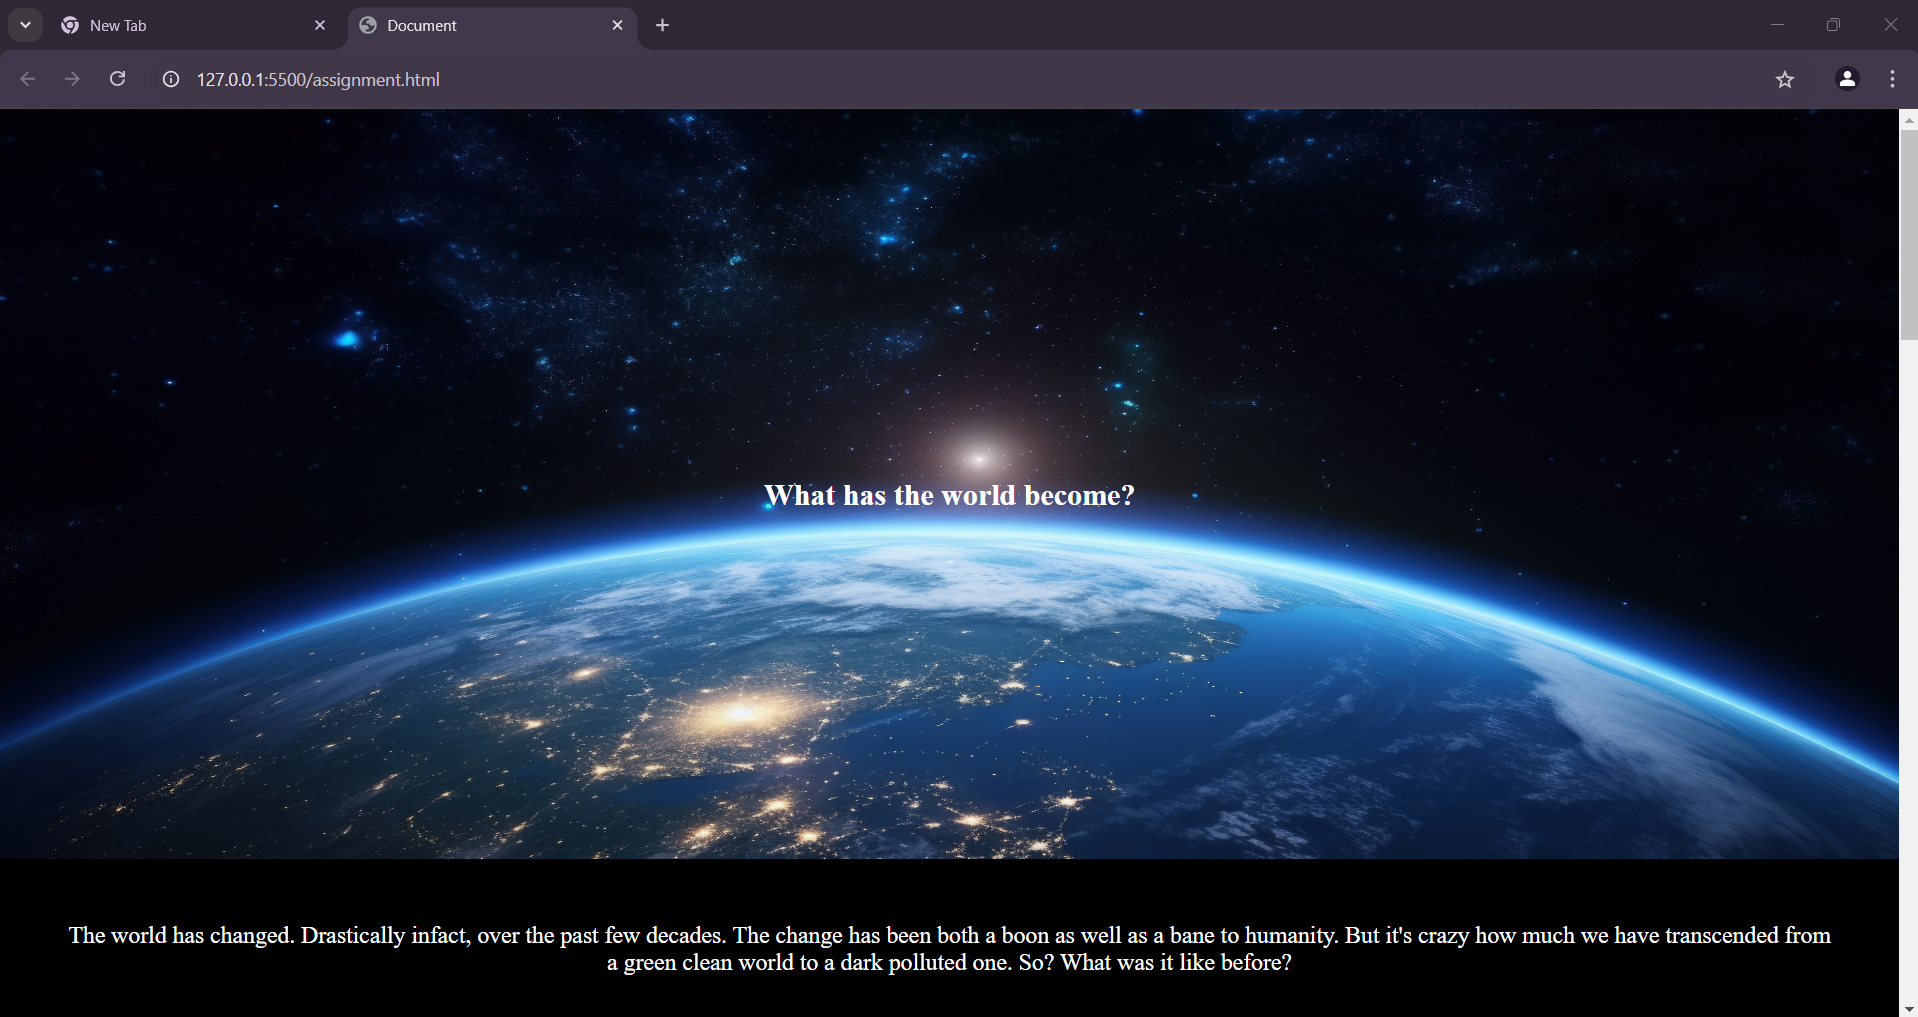 New Tab
Document
127.0.0.1:5500/assignment.html
What has the world become?
The world has changed. Drastically infact, over the past few decades. The change has been both a boon as well as a bane to humanity. But it's crazy how much we have transcended from
a green clean world to a dark polluted one. So? What was it like before?